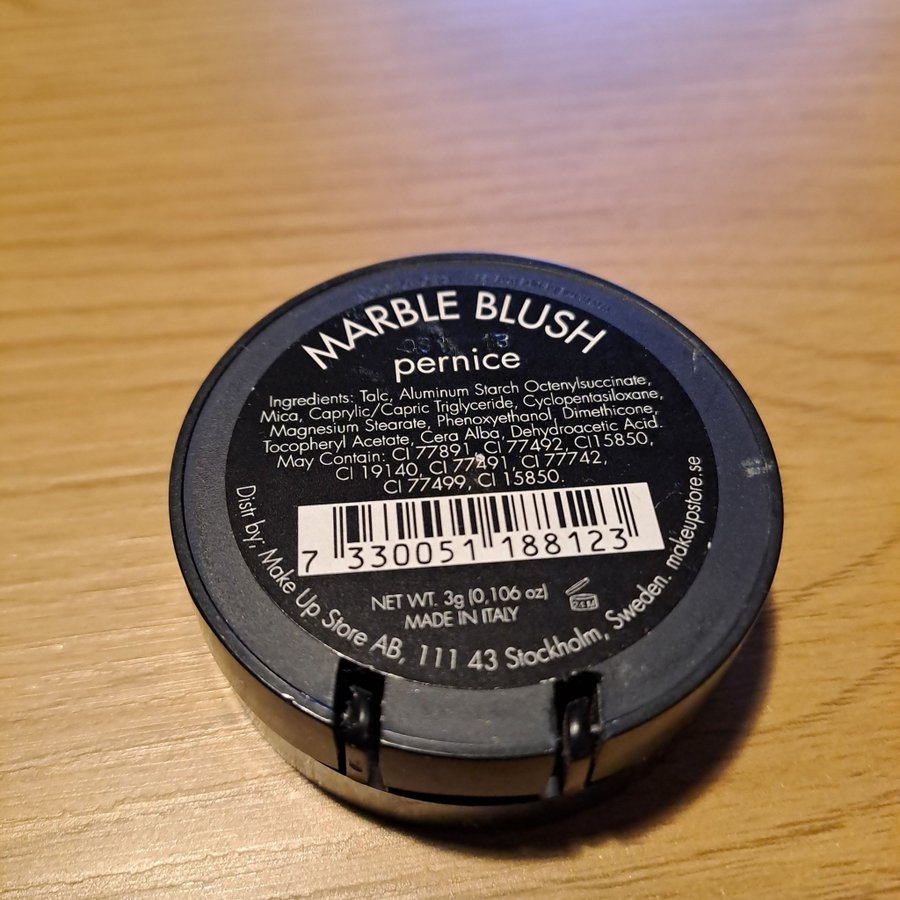 MARBLE BLUSH
pernice
Ingredients: Talc, Aluminum Starch Octenylsuccinate,
Mica, Caprylic/Capric Triglyceride, Cyclopentasiloxane,
Magnesium Stearate, Phenoxyethanol, Dimethicone,
Tocopheryl Acetate, Cera Alba, Dehydroacetic Acid.
May Contain: CI 77891, CI 77492, CI15850,
CI 19140, CI 77491, CI 77742,
CI 77499, CI 15850.
7 330051 188123
NET WT. 3g (0,106 oz)
24M
MADE IN ITALY
Distr by: Make Up Store AB, 111 43 Stockholm, Sweden. makeupstore.se